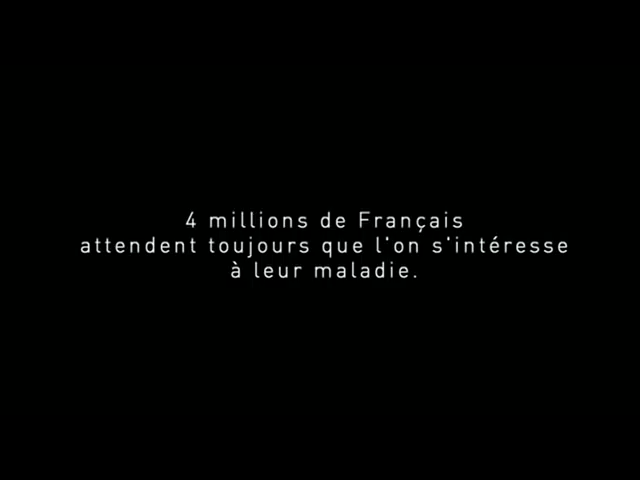 4 millions de Français
attendent toujours que l'on s'intéresse
à leur maladie.